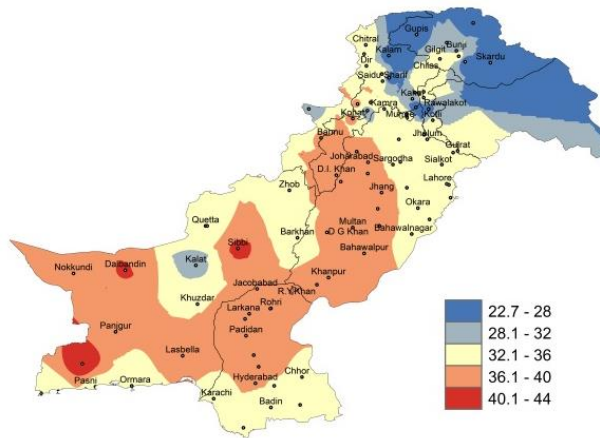 Gupis
Chitral
Kalam
Gilgit
Bunji
Skardu
Dir
Chilas
Saidu Sharif
Kakul
Kamra
Rawalakot
Kohat
Murree
Kotli
Bannu
Jhelum
Joharabad
Gujrat
Sargodha
Sialkot
D.I. Khan
Zhob
Jhang
Lahore
Okara
Quetta
Multan
Barkhan
D G Khan
Bahawalnagar
Sibbi
Bahawalpur
Kalat
Dalbandin
Nokkundi
Khanpur
Jacobabad
R.Y.Khan
Khuzdar
Larkana
Rohri
Panjgur
Padidan
Lasbella
Pasni
Ormara
Hyderabad
Chhor
Karachi
Badin
22.7 - 28
28.1 - 32
32.1 - 36
36.1 - 40
40.1 - 44